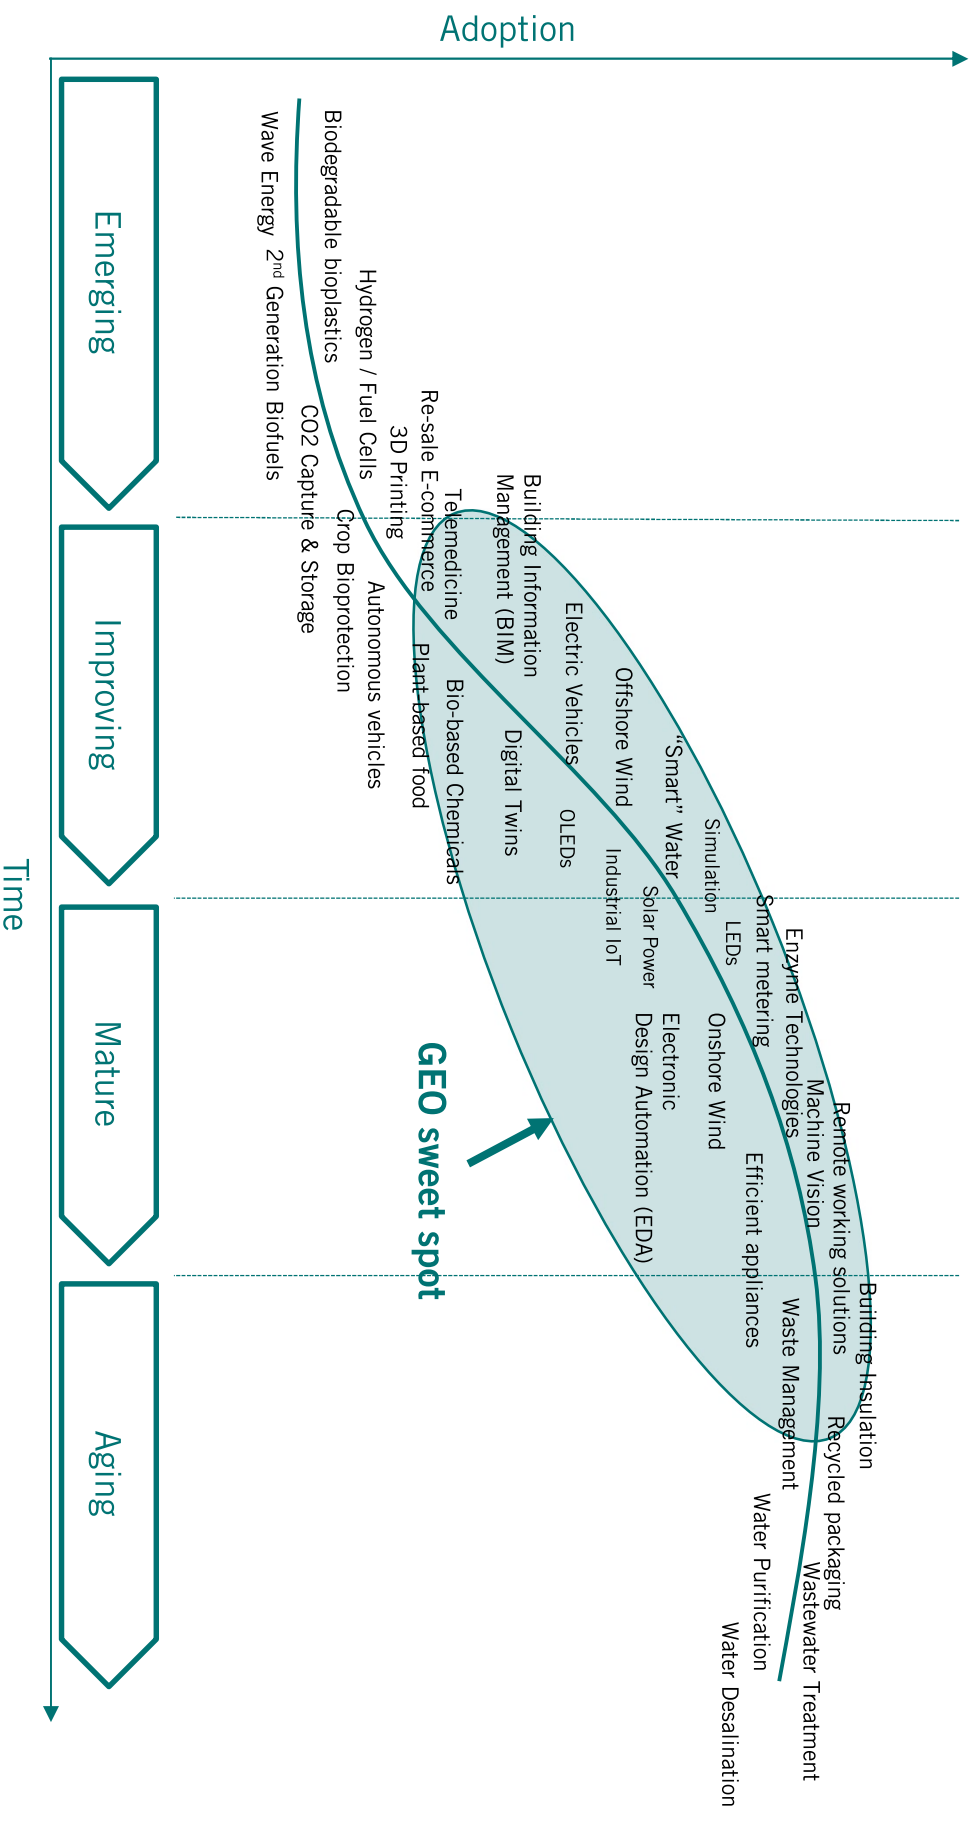 Adoption
Building Insulation
Recycled packaging
Remote working solutions
Wastewater Treatment
Machine Vision
Enzyme Technologies
Waste Management
Smart metering
Water Purification
Efficient appliances
LEDs
Water Desalination
Simulation
Onshore Wind
“Smart” Water
Electronic
Design Automation (EDA)
Solar Power
Offshore Wind
Industrial IoT
Electric Vehicles
OLEDs
Building Information
Management (BIM)
Digital Twins
Telemedicine
Bio-based Chemicals
Re-sale E-commerce
Plant based food
GEO sweet spot
3D Printing
Autonomous vehicles
Hydrogen / Fuel Cells
Crop Bioprotection
Biodegradable bioplastics
CO2 Capture & Storage
2nd Generation Biofuels
Wave Energy
Emerging
Improving
Mature
Aging
Time